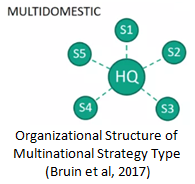 MULTIDOMESTIC
S1
S5
S2
HQ
S4
S3
Organizational Structure of
Multinational Strategy Type
(Bruin et al, 2017)